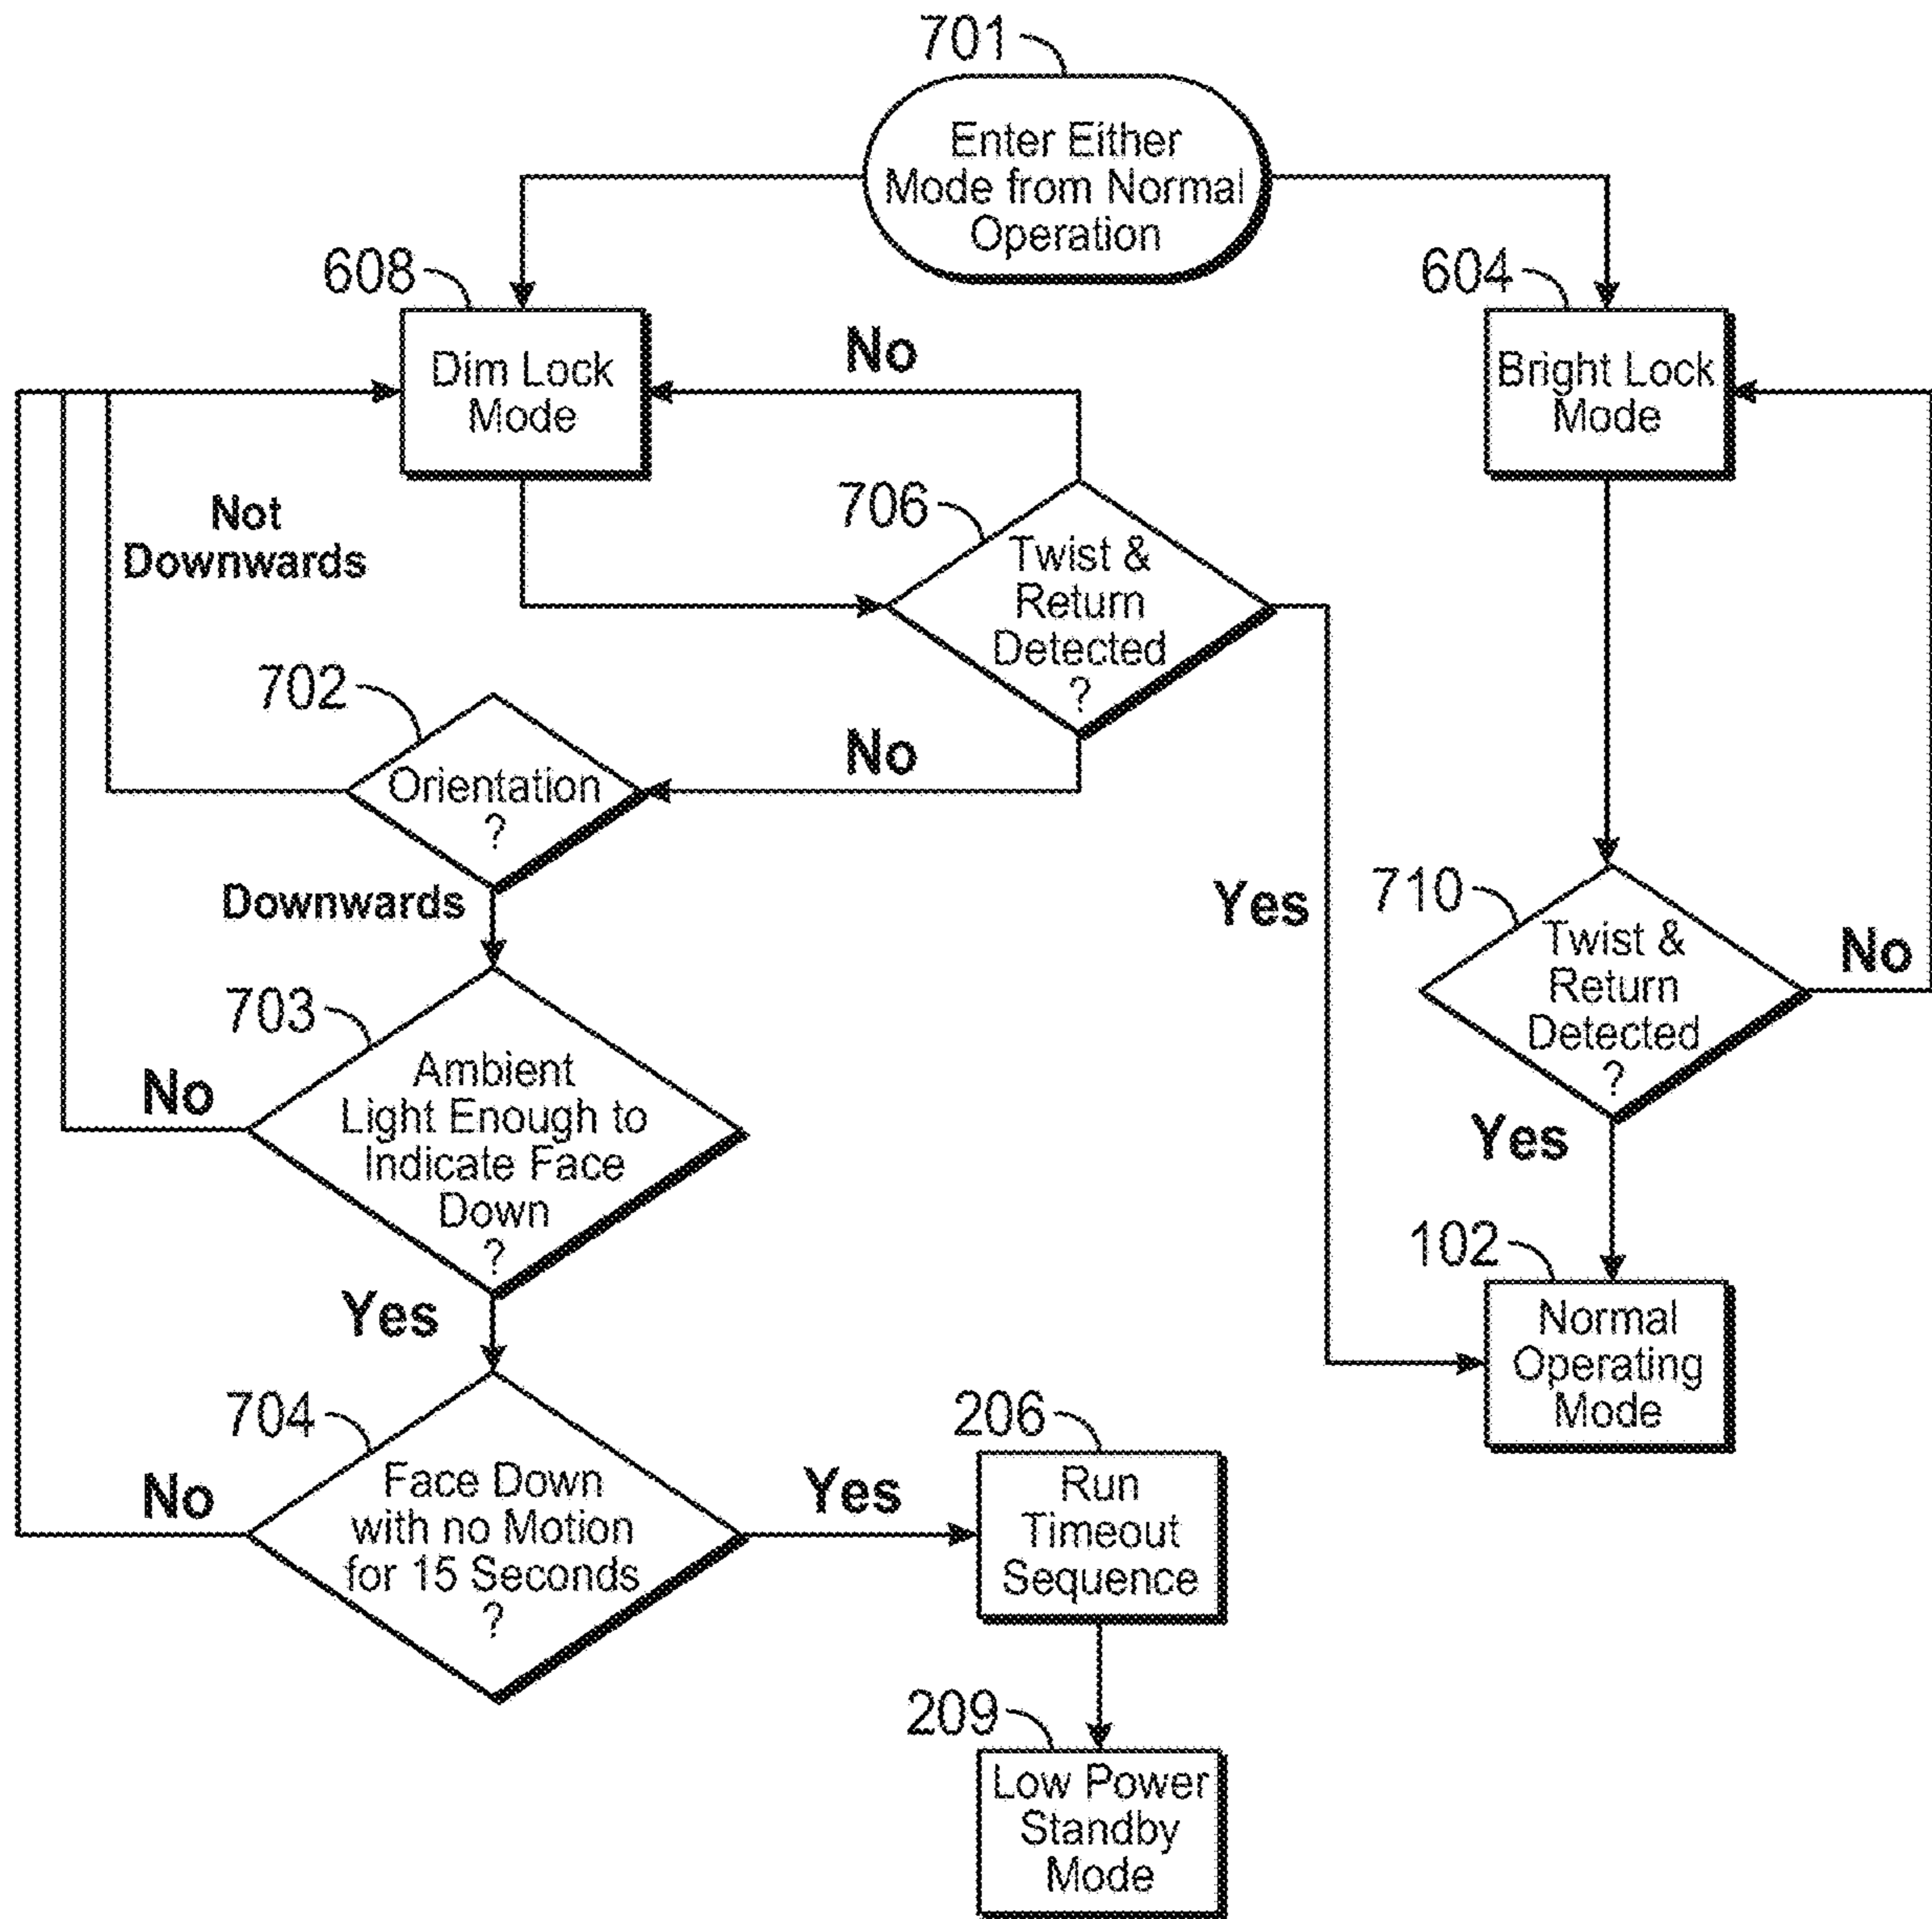 701
Enter Either
Mode from Normal
Operation
608
Dim Lock
Mode
No
604
Bright Lock
Mode
Not
Downwards
706
Twist &
Return
Detected
?
702
Orientation
?
No
Downwards
Yes
710
Twist &
Return
Detected
?
No
703
Ambient
Light Enough to
Indicate Face
Down
?
No
Yes
Yes
102
Normal
Operating
Mode
704
Face Down
with no Motion
for 15 Seconds
?
No
Yes
206
Run
Timeout
Sequence
209
Low Power
Standby
Mode